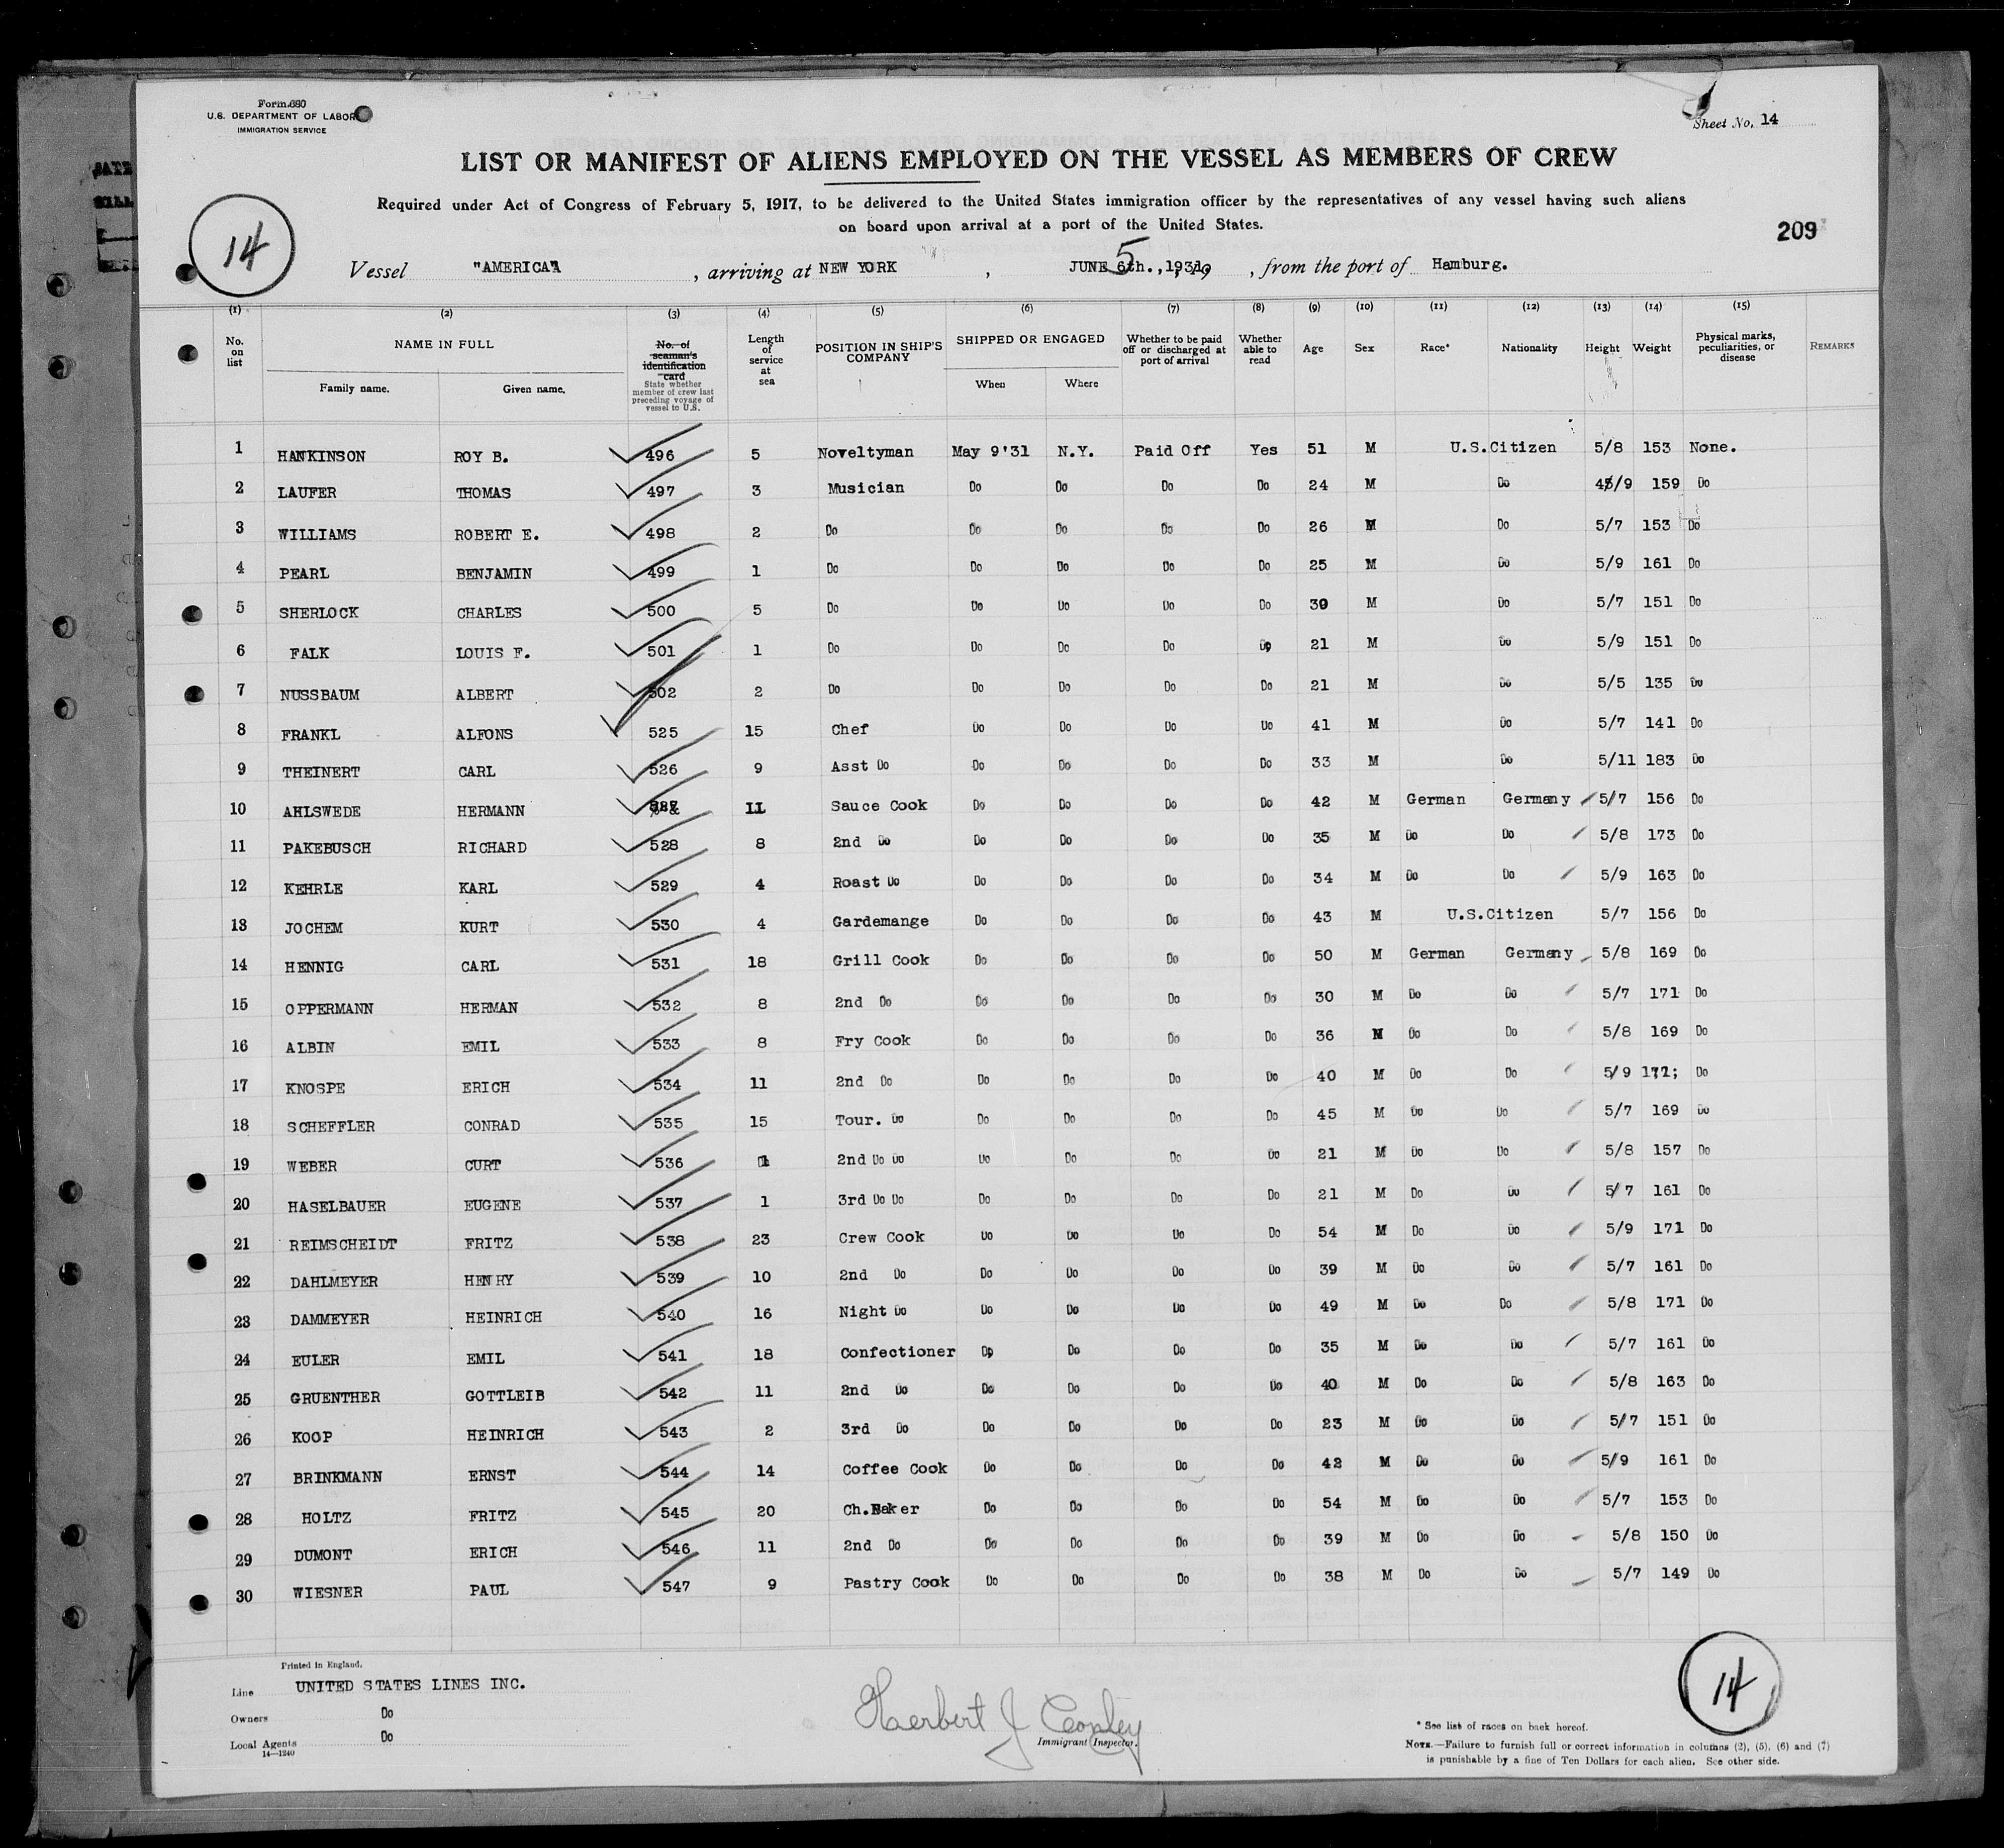 Form 680
U.S. DEPARTMENT OF LABOR
IMMIGRATION SERVICE
Sheet No. 14
LIST OR MANIFEST OF ALIENS EMPLOYED ON THE VESSEL AS MEMBERS OF CREW
Required under Act of Congress of February 5, 1917, to be delivered to the United States immigration officer by the representatives of any vessel having such aliens
on board upon arrival at a port of the United States.
209
14
Vessel "AMERICA" , arriving at NEW YORK , JUNE 5th., 1931, , from the port of Hamburg.
(1) (2) (3) (4) (5) (6) (7) (8) (9) (10) (11) (12) (13) (14) (15)
No. on list NAME IN FULL Family name. Given name. No. of seaman's identification card State whether member of crew last preceding voyage of vessel to U.S. Length of service at sea POSITION IN SHIP'S COMPANY SHIPPED OR ENGAGED When Where Whether to be paid off or discharged at port of arrival Whether able to read Age Sex Race* Nationality Height Weight Physical marks, peculiarities, or disease REMARKS
1 HANKINSON ROY B. 496 5 Noveltyman May 9'31 N.Y. Paid Off Yes 51 M U.S.Citizen 5/8 153 None.
2 LAUFER THOMAS 497 3 Musician Do Do Do Do 24 M Do 5/9 159 Do
3 WILLIAMS ROBERT E. 498 2 Do Do Do Do Do 26 M Do 5/7 153 Do
4 PEARL BENJAMIN 499 1 Do Do Do Do Do 25 M Do 5/9 161 Do
5 SHERLOCK CHARLES 500 5 Do Do Do Do Do 39 M Do 5/7 151 Do
6 FALK LOUIS F. 501 1 Do Do Do Do Do 21 M Do 5/9 151 Do
7 NUSSBAUM ALBERT 502 2 Do Do Do Do Do 21 M Do 5/5 135 Do
8 FRANKL ALFONS 525 15 Chef Do Do Do Do 41 M Do 5/7 141 Do
9 THEINERT CARL 526 9 Asst Do Do Do Do Do 33 M Do 5/11 183 Do
10 AHLSWEDE HERMANN 11 Sauce Cook Do Do Do Do 42 M German Germany 5/7 156 Do
11 PAKEBUSCH RICHARD 528 8 2nd Do Do Do Do Do 35 M Do Do 5/8 173 Do
12 KEHRLE KARL 529 4 Roast Do Do Do Do Do 34 M Do Do 5/9 163 Do
13 JOCHEM KURT 530 4 Gardemange Do Do Do Do 43 M U.S.Citizen 5/7 156 Do
14 HENNIG CARL 531 18 Grill Cook Do Do Do Do 50 M German Germany 5/8 169 Do
15 OPPERMANN HERMAN 532 8 2nd Do Do Do Do Do 30 M Do Do 5/7 171 Do
16 ALBIN EMIL 533 8 Fry Cook Do Do Do Do 36 M Do Do 5/8 169 Do
17 KNOSPE ERICH 534 11 2nd Do Do Do Do Do 40 M Do Do 5/9 Do
18 SCHEFFLER CONRAD 535 15 Tour. Do Do Do Do Do 45 M Do Do 5/7 169 Do
19 WEBER CURT 536 1 2nd Do Do Do Do Do Do 21 M Do Do 5/8 157 Do
20 HASELBAUER EUGENE 537 1 3rd Do Do Do Do Do Do 21 M Do Do 5/7 161 Do
21 REIMSCHEIDT FRITZ 538 23 Crew Cook Do Do Do Do 54 M Do Do 5/9 171 Do
22 DAHLMEYER HENRY 539 10 2nd Do Do Do Do Do 39 M Do Do 5/7 161 Do
23 DAMMEYER HEINRICH 540 16 Night Do Do Do Do Do 49 M Do Do 5/8 171 Do
24 EULER EMIL 541 18 Confectioner Do Do Do Do 35 M Do Do 5/7 161 Do
25 GRUENTHER GOTTLEIB 542 11 2nd Do Do Do Do Do 40 M Do Do 5/8 163 Do
26 KOOP HEINRICH 543 2 3rd Do Do Do Do Do 23 M Do Do 5/7 151 Do
27 BRINKMANN ERNST 544 14 Coffee Cook Do Do Do Do 42 M Do Do 5/9 161 Do
28 HOLTZ FRITZ 545 20 Ch.Baker Do Do Do Do 54 M Do Do 5/7 153 Do
29 DUMONT ERICH 546 11 2nd Do Do Do Do Do 39 M Do Do 5/8 150 Do
30 WIESNER PAUL 547 9 Pastry Cook Do Do Do Do 38 M Do Do 5/7 149 Do
Printed in England.
Line UNITED STATES LINES INC.
Owners Do
Local Agents Do
14—1240
Herbert J
Immigrant Inspector.
14
* See list of races on back hereof.
NOTE.—Failure to furnish full or correct information in columns (2), (5), (6) and (7)
is punishable by a fine of Ten Dollars for each alien. See other side.